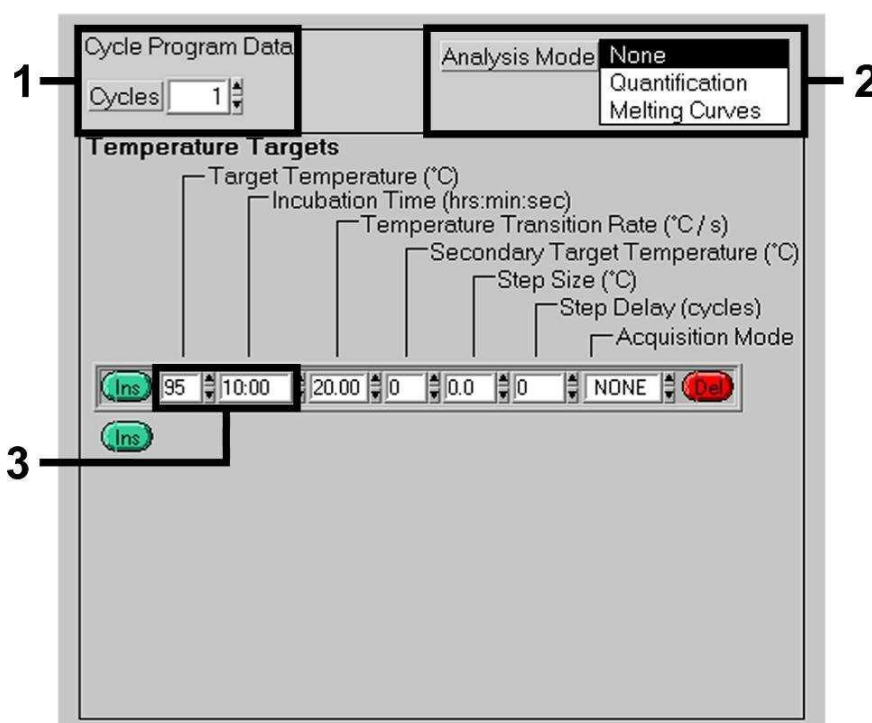 Cycle Program Data
Cycles 1
Analysis Mode None
Quantification
Melting Curves
1
2
Temperature Targets
Target Temperature (°C)
Incubation Time (hrs:min:sec)
Temperature Transition Rate (°C / s)
Secondary Target Temperature (°C)
Step Size (°C)
Step Delay (cycles)
Acquisition Mode
Ins 95 10:00 20.00 0 0.0 0 NONE Del
Ins
3